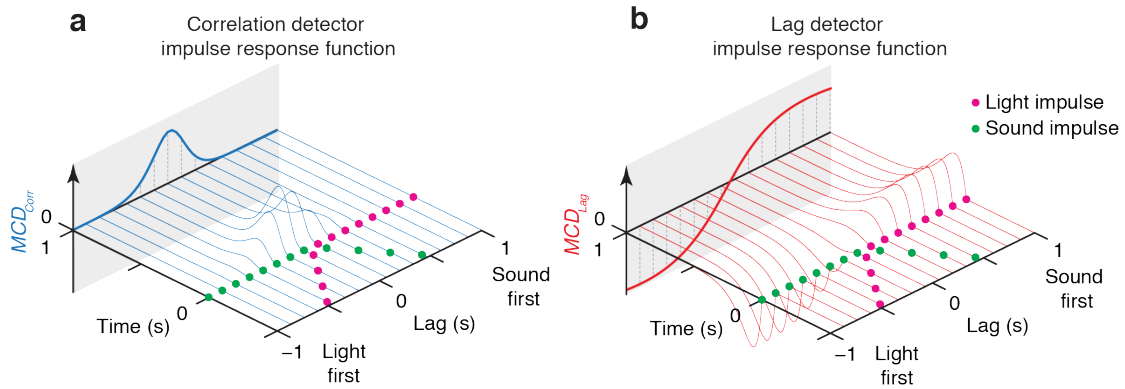 a
Correlation detector
impulse response function
MCD_Corr
0
1
Time (s)
0
−1
Light
first
Lag (s)
0
1
Sound
first
b
Lag detector
impulse response function
Light impulse
Sound impulse
MCD_Lag
0
1
Time (s)
0
−1
Light
first
Lag (s)
0
1
Sound
first